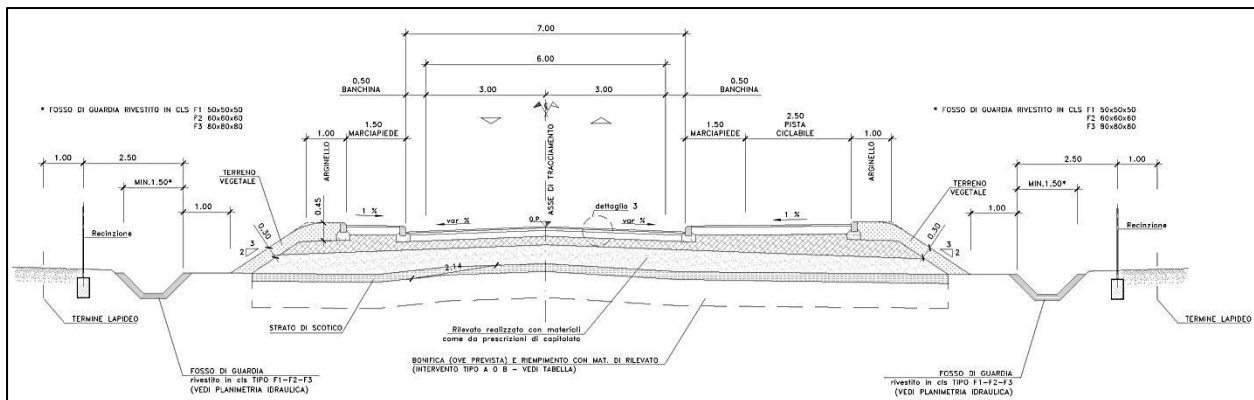 7.00
6.00
0.50
BANCHINA
3.00
3.00
0.50
BANCHINA
* FOSSO DI GUARDIA RIVESTITO IN CLS F1 50x50x50
F2 60x60x60
F3 80x80x80
1.00
1.50
MARCIAPIEDE
1.50
MARCIAPIEDE
2.50
PISTA
CICLABILE
1.00
* FOSSO DI GUARDIA RIVESTITO IN CLS F1 50x50x50
F2 60x60x60
F3 80x80x80
1.00
2.50
MIN.1.50*
1.00
TERRENO
VEGETALE
ARGINELLO
ASSE DI TRACCIAMENTO
ARGINELLO
TERRENO
VEGETALE
2.50
1.00
MIN.1.50*
1.00
Recinzione
0.30
0.45
1 %
var %
Q.P.
dettaglio 3
var %
1 %
0.30
Recinzione
3
2
3
2
2.14
TERMINE LAPIDEO
STRATO DI SCOTICO
Rilevato realizzato con materiali
come da prescrizioni di capitolato
TERMINE LAPIDEO
BONIFICA (OVE PREVISTA) E RIEMPIMENTO CON MAT. DI RILEVATO
(INTERVENTO TIPO A O B - VEDI TABELLA)
FOSSO DI GUARDIA
rivestito in cls TIPO F1-F2-F3
(VEDI PLANIMETRIA IDRAULICA)
FOSSO DI GUARDIA
rivestito in cls TIPO F1-F2-F3
(VEDI PLANIMETRIA IDRAULICA)